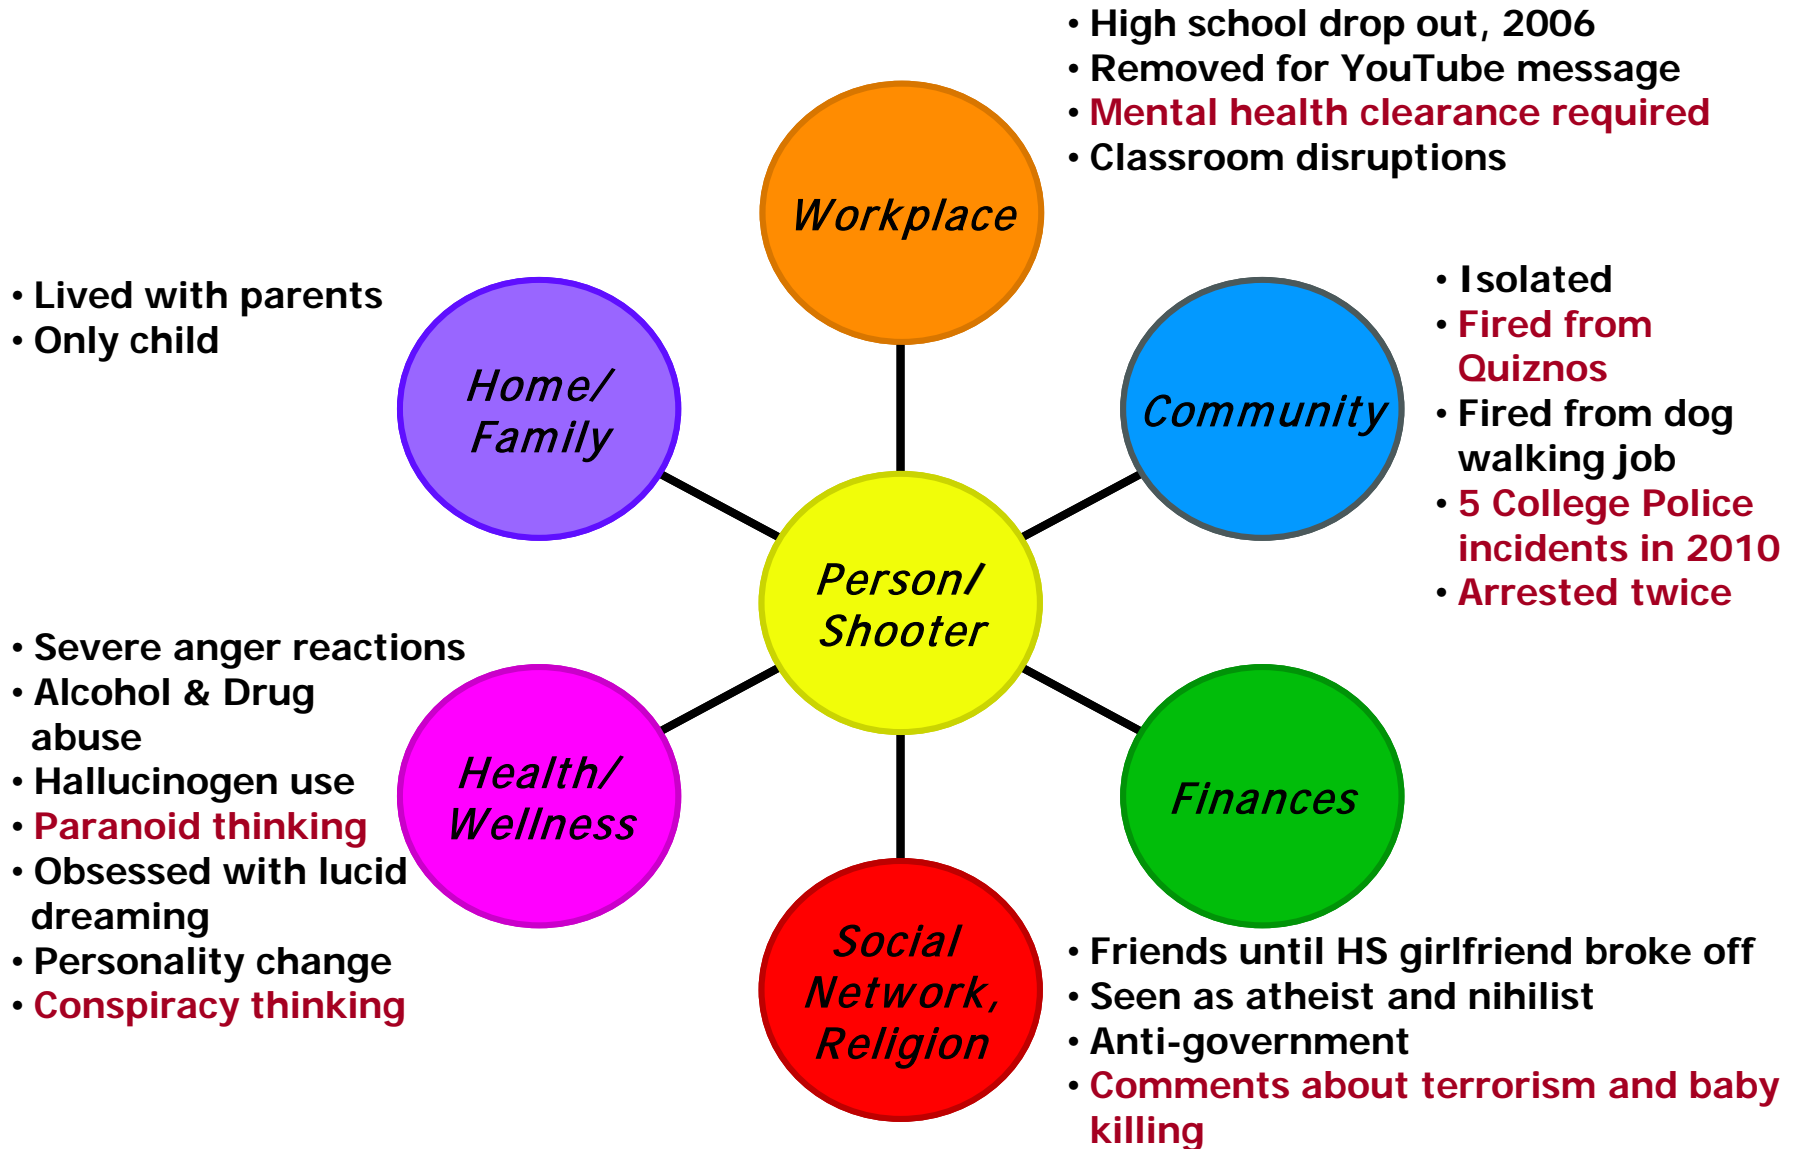 • High school drop out, 2006
• Removed for YouTube message
• Mental health clearance required
• Classroom disruptions
Workplace
• Lived with parents
• Only child
Home/
Family
Community
• Isolated
• Fired from
Quiznos
• Fired from dog
walking job
• 5 College Police
incidents in 2010
• Arrested twice
Person/
Shooter
• Severe anger reactions
• Alcohol & Drug
abuse
• Hallucinogen use
• Paranoid thinking
• Obsessed with lucid
dreaming
• Personality change
• Conspiracy thinking
Health/
Wellness
Finances
Social
Network,
Religion
• Friends until HS girlfriend broke off
• Seen as atheist and nihilist
• Anti-government
• Comments about terrorism and baby
killing